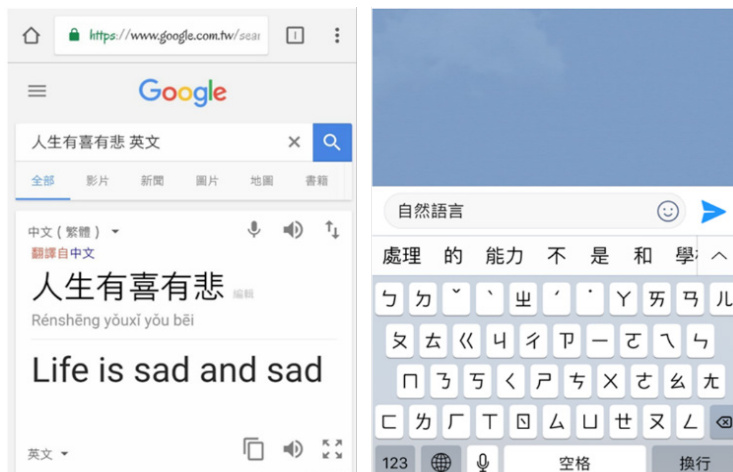 https://www.google.com.tw/sear
Google
人生有喜有悲 英文
全部 影片 新聞 圖片 地圖 書籍
中文 ( 繁體 )
翻譯自中文
人生有喜有悲 編輯
Rénshēng yǒuxǐ yǒu bēi
Life is sad and sad
英文
自然語言
處理 的 能力 不 是 和 學
ㄅ ㄉ ˇ ˋ ㄓ ˊ ˙ ㄚ ㄞ ㄢ ㄦ
ㄆ ㄊ ㄍ ㄐ ㄔ ㄗ ㄧ ㄛ ㄟ ㄣ
ㄇ ㄋ ㄎ ㄑ ㄕ ㄘ ㄨ ㄜ ㄠ ㄤ
ㄈ ㄌ ㄏ ㄒ ㄖ ㄙ ㄩ ㄝ ㄡ ㄥ
123 空格 換行